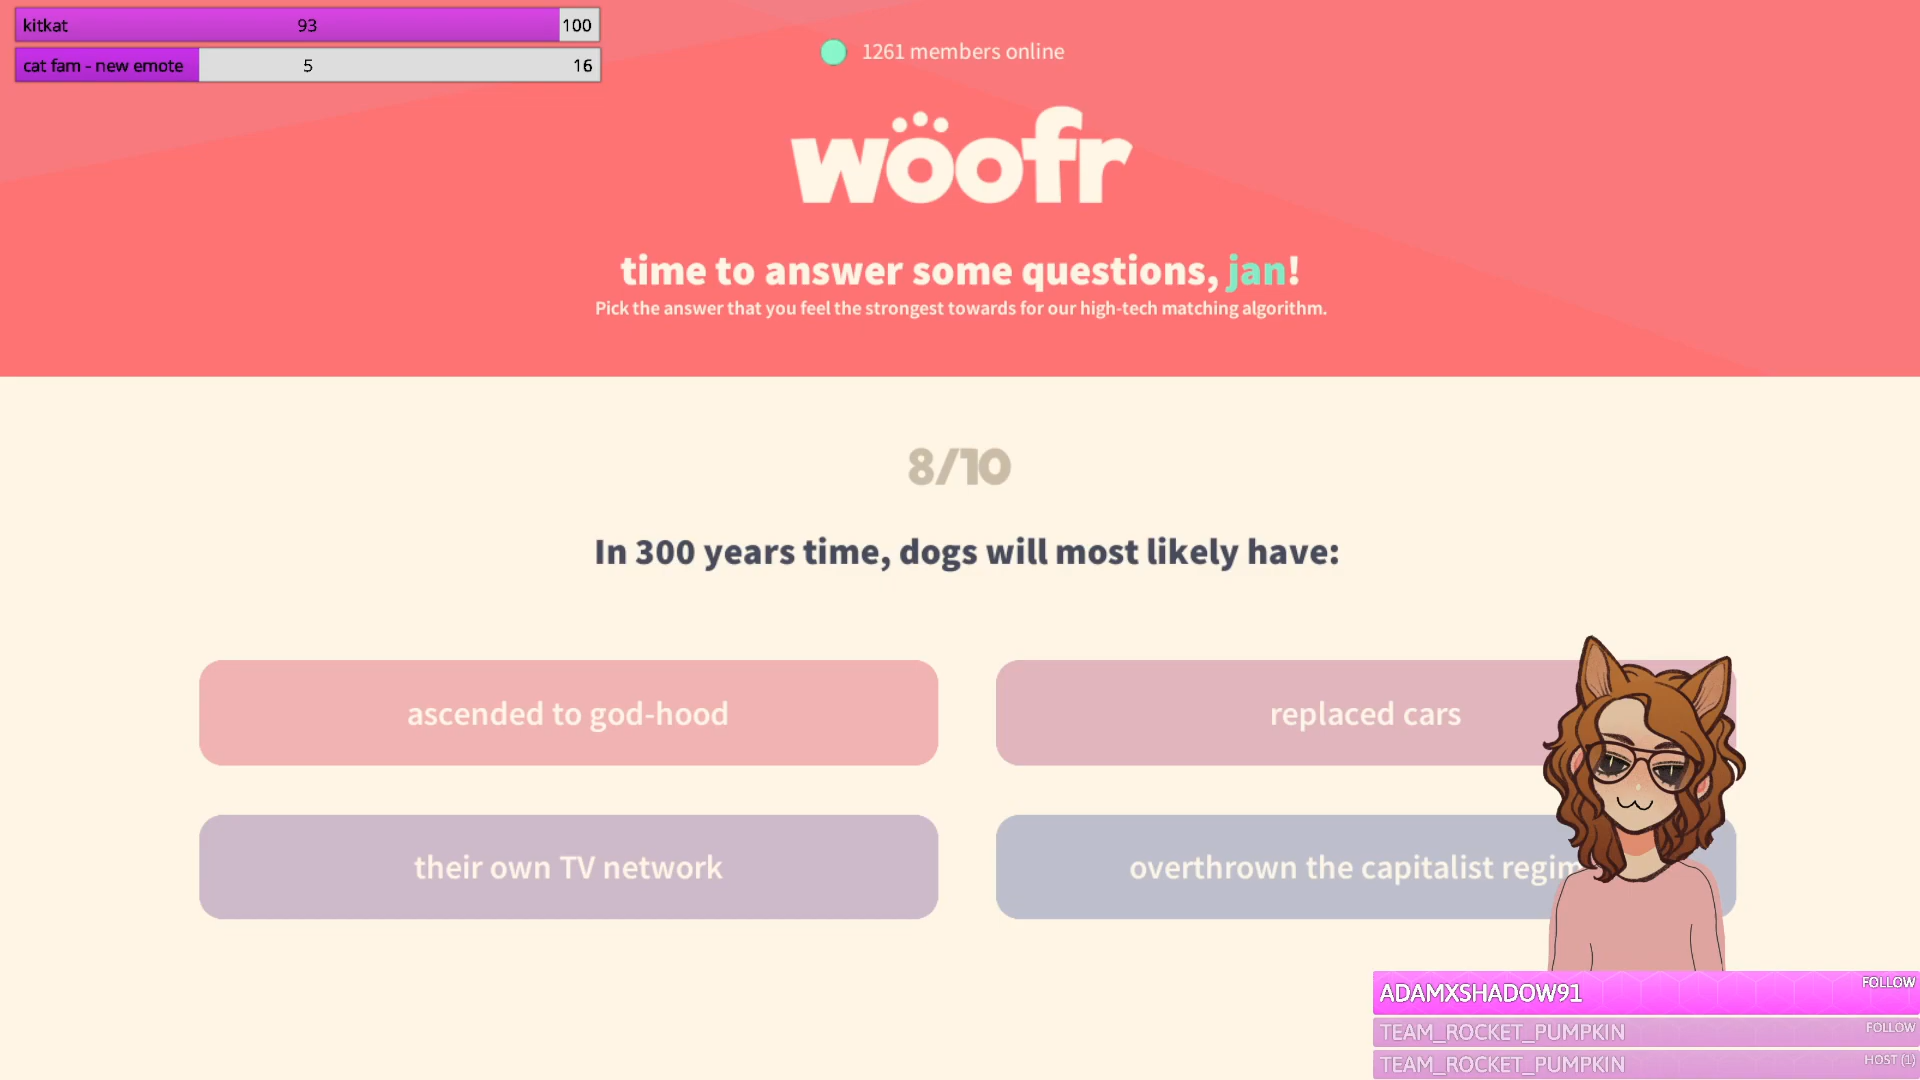 kitkat 93 100
cat fam - new emote 5 16
1261 members online
wöofr
time to answer some questions, jan!
Pick the answer that you feel the strongest towards for our high-tech matching algorithm.
8/10
In 300 years time, dogs will most likely have:
ascended to god-hood
replaced cars
their own TV network
overthrown the capitalist regim
ADAMXSHADOW91 FOLLOW
TEAM_ROCKET_PUMPKIN FOLLOW
TEAM_ROCKET_PUMPKIN HOST (1)